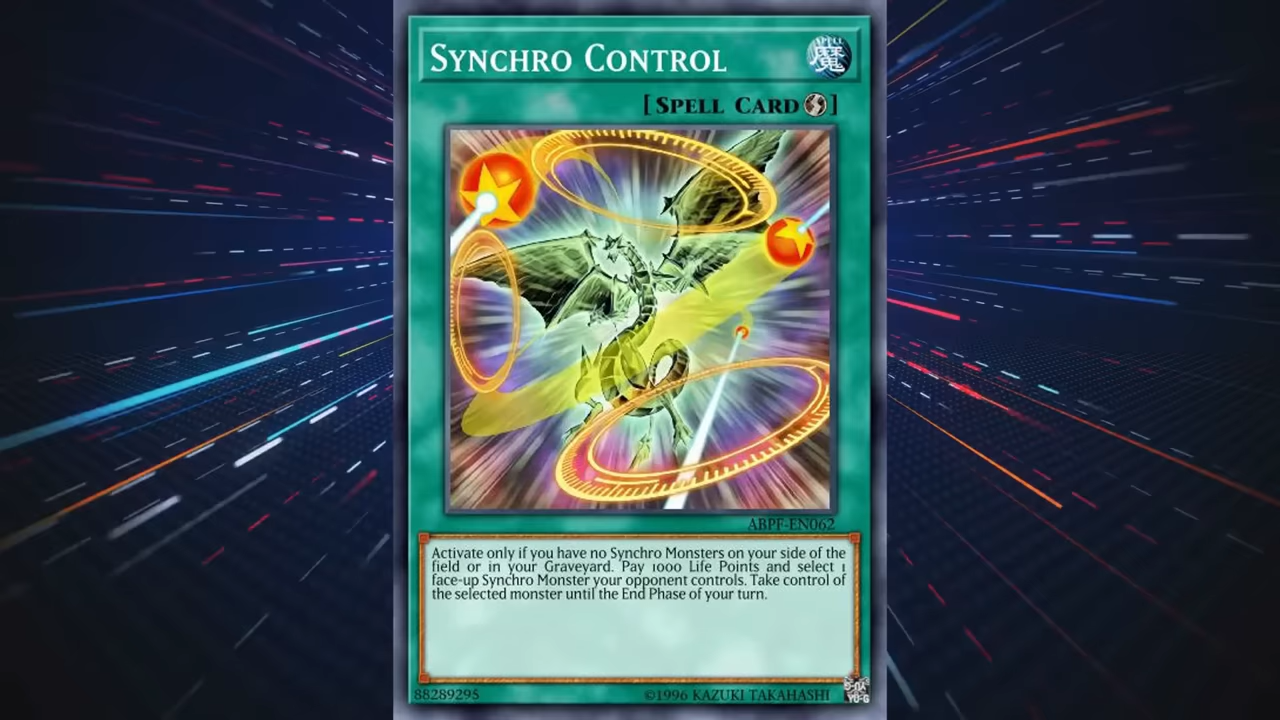 SYNCHRO CONTROL
SPELL
魔
[SPELL CARD]
ABPF-EN062
Activate only if you have no Synchro Monsters on your side of the
field or in your Graveyard. Pay 1000 Life Points and select 1
face-up Synchro Monster your opponent controls. Take control of
the selected monster until the End Phase of your turn.
88289295
©1996 KAZUKI TAKAHASHI